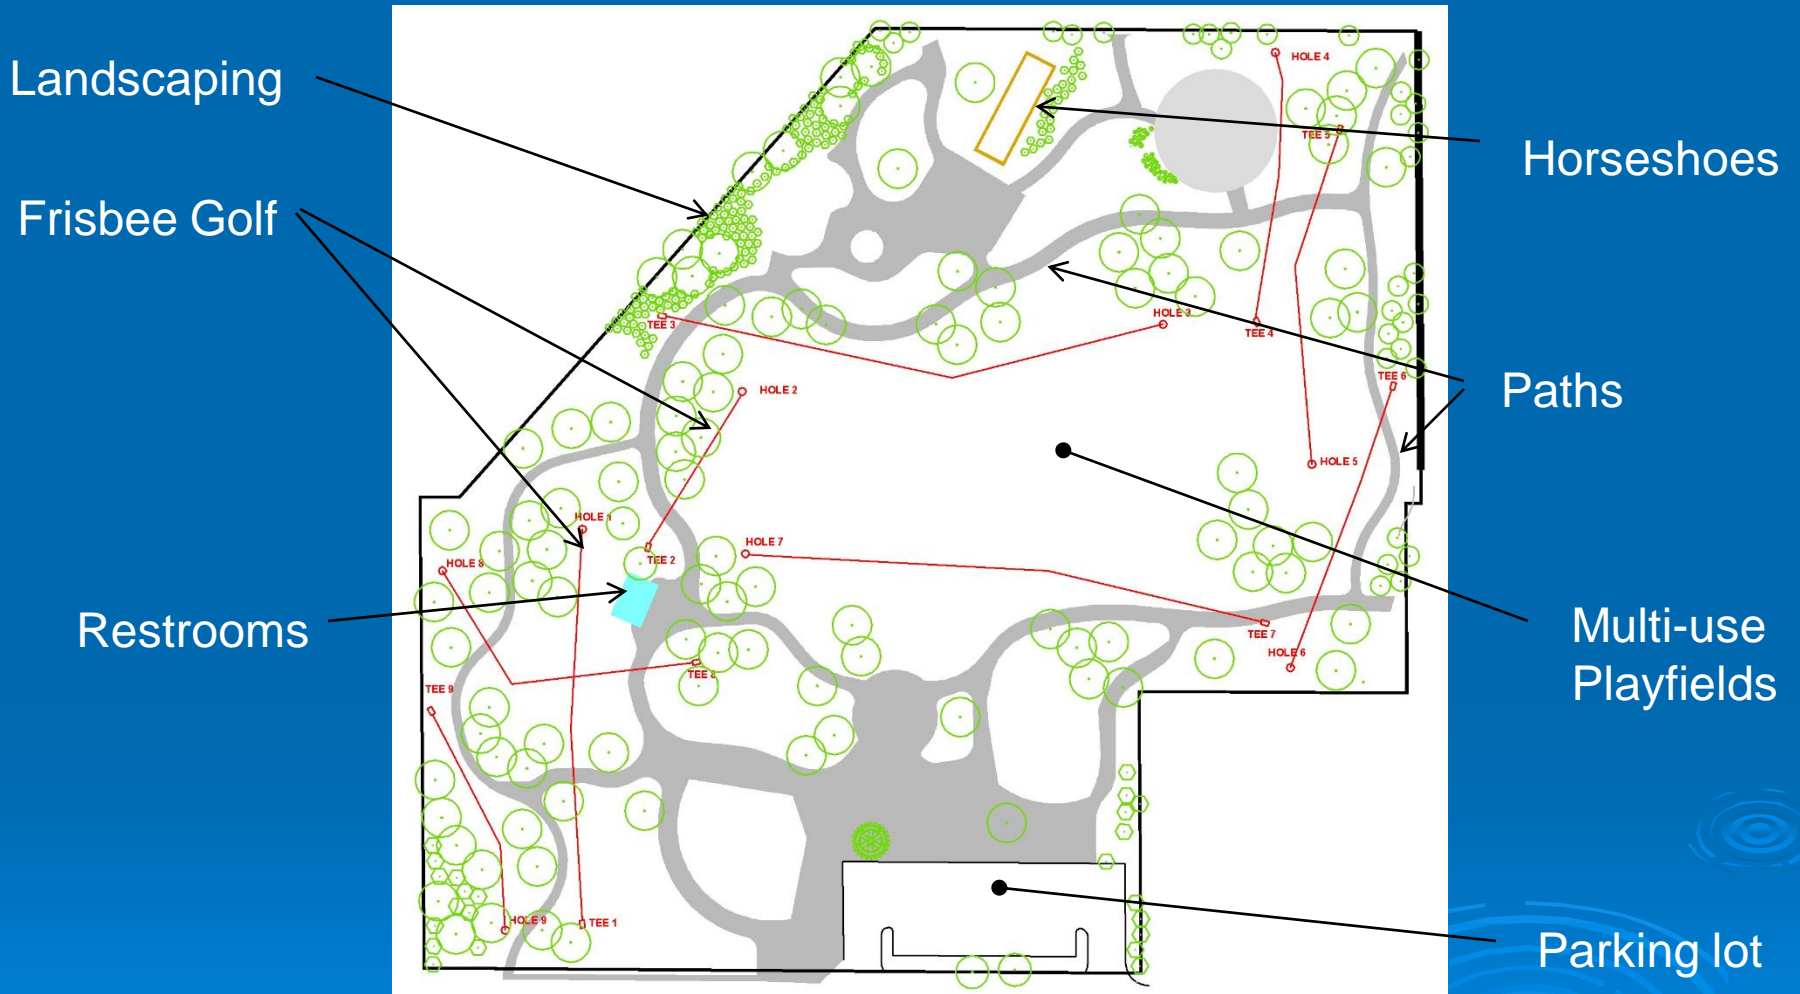 Landscaping
Frisbee Golf
Restrooms
Horseshoes
Paths
Multi-use
Playfields
Parking lot
HOLE 4
TEE 5
TEE 3
HOLE 3
TEE 4
TEE 6
HOLE 2
HOLE 5
HOLE 1
HOLE 7
TEE 2
HOLE 8
TEE 7
HOLE 6
TEE 8
TEE 9
HOLE 9
TEE 1